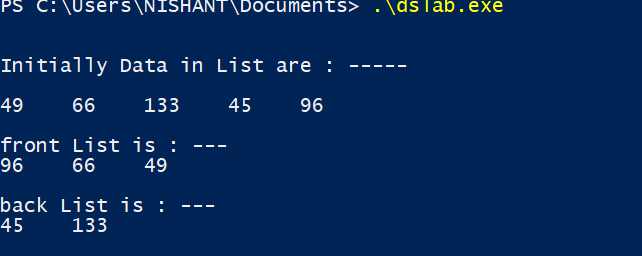 PS C:\Users\NISHANT\Documents> .\dslab.exe
Initially Data in List are : -----
49 66 133 45 96
front List is : ---
96 66 49
back List is : ---
45 133